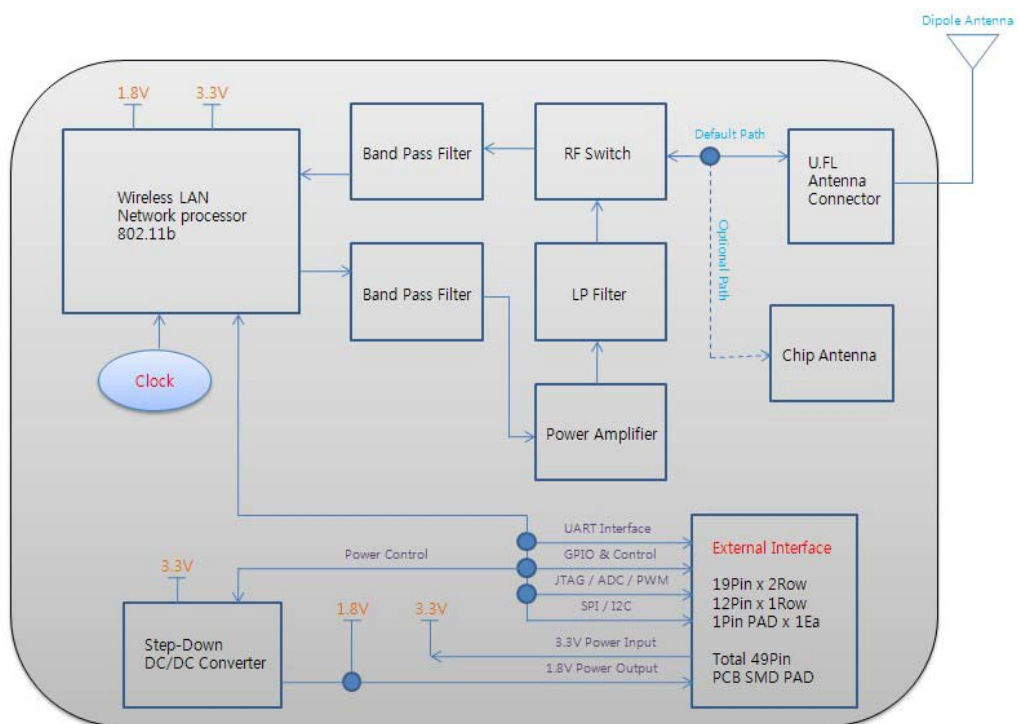 Dipole Antenna
1.8V
3.3V
Wireless LAN
Network processor
802.11b
Band Pass Filter
RF Switch
Default Path
U.FL
Antenna
Connector
Optional Path
Band Pass Filter
LP Filter
Chip Antenna
Clock
Power Amplifier
UART Interface
Power Control
GPIO & Control
JTAG / ADC / PWM
SPI / I2C
3.3V Power Input
1.8V Power Output
External Interface
19Pin x 2Row
12Pin x 1Row
1Pin PAD x 1Ea
Total 49Pin
PCB SMD PAD
3.3V
1.8V
3.3V
Step-Down
DC/DC Converter